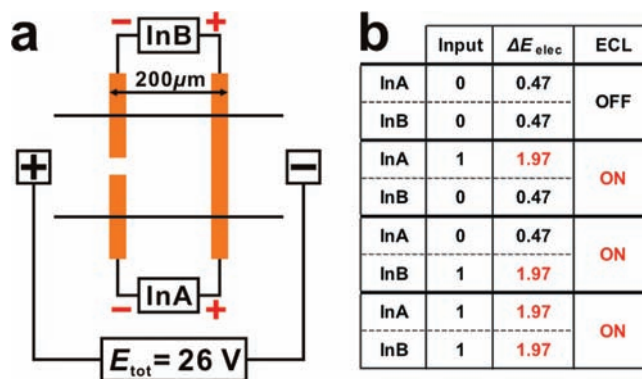 a
− InB +
200μm
+
−
− InA +
E_tot = 26 V
b
Input ΔE_elec ECL
InA 0 0.47
OFF
InB 0 0.47
InA 1 1.97
ON
InB 0 0.47
InA 0 0.47
ON
InB 1 1.97
InA 1 1.97
ON
InB 1 1.97